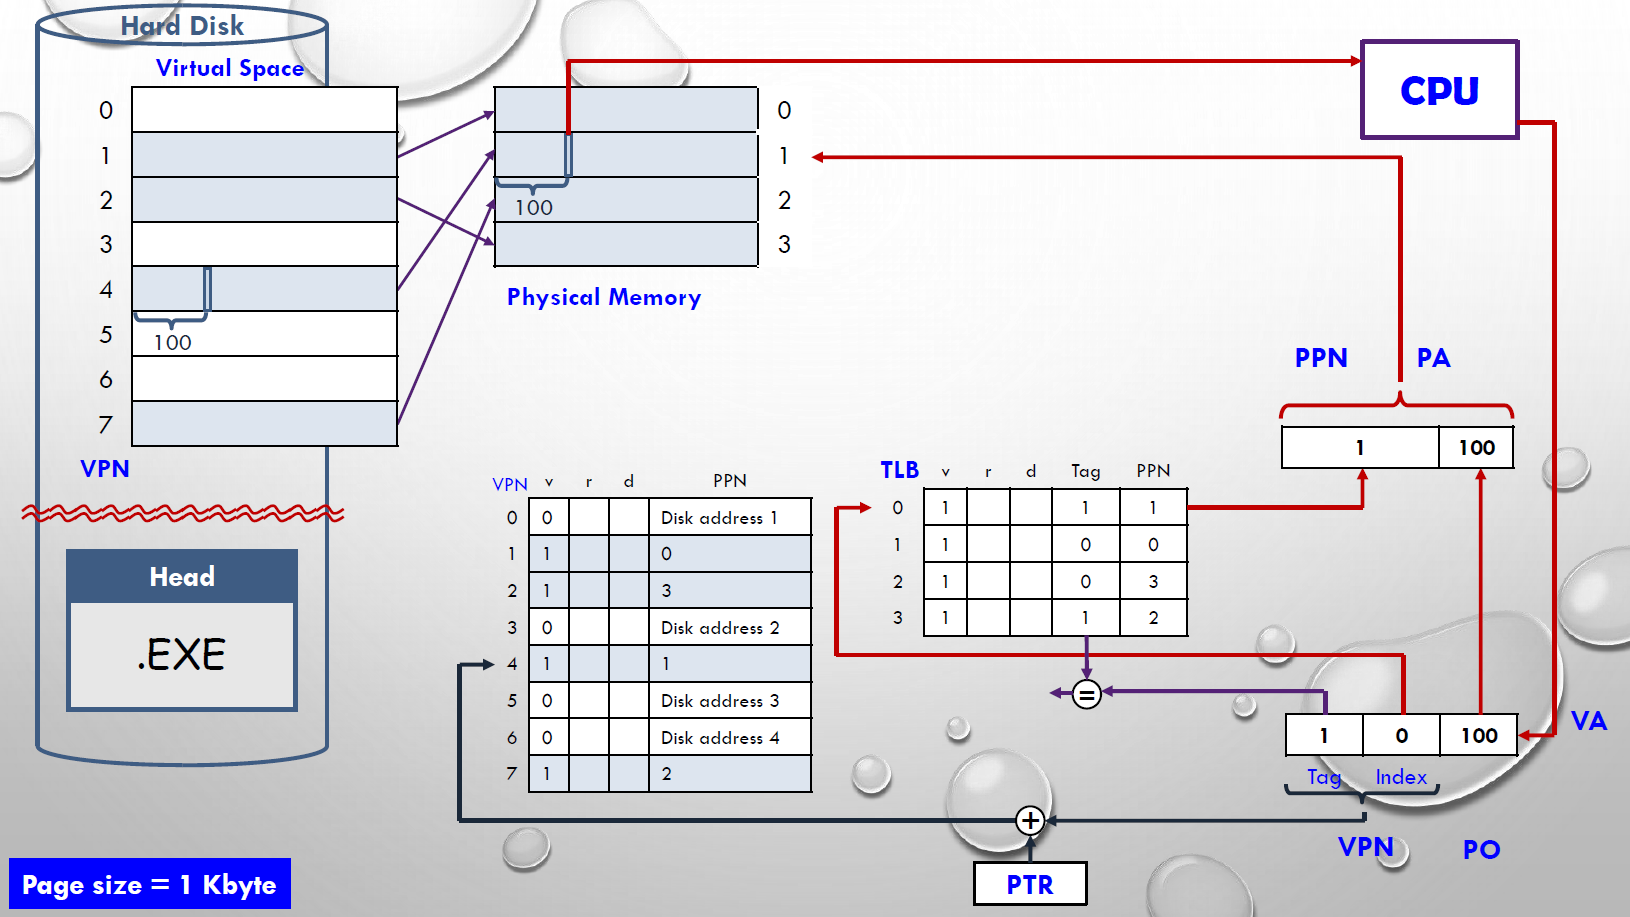 Hard Disk
Virtual Space
CPU
0
1
2
3
4
5
6
7
100
VPN
0
1
2
3
100
Physical Memory
PPN PA
1 100
VPN v r d PPN
0 0 Disk address 1
1 1 0
2 1 3
3 0 Disk address 2
4 1 1
5 0 Disk address 3
6 0 Disk address 4
7 1 2
TLB v r d Tag PPN
0 1 1 1
1 1 0 0
2 1 0 3
3 1 1 2
=
1 0 100
VA
Tag Index
VPN PO
+
PTR
Head
.EXE
Page size = 1 Kbyte